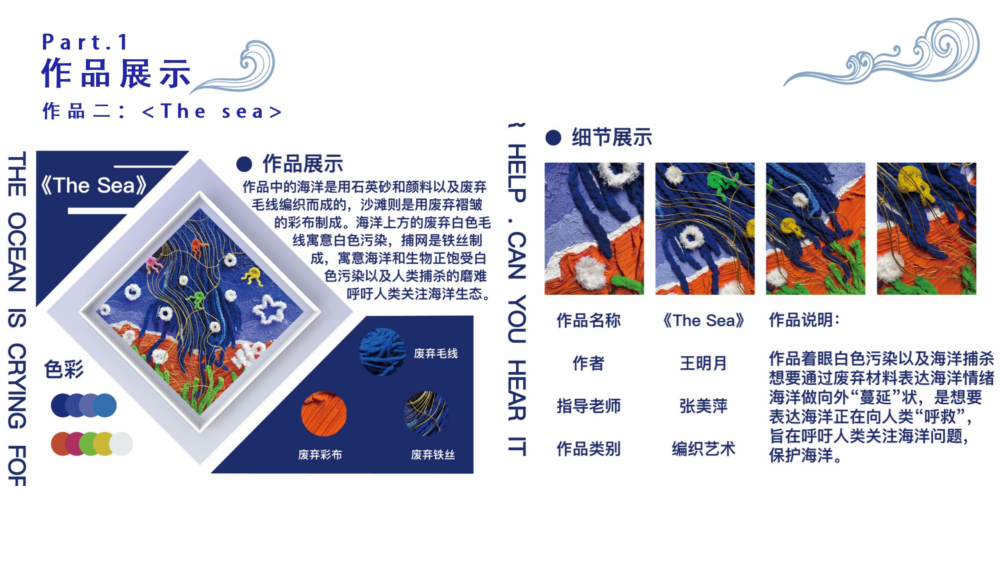 Part.1
作品展示
作品二：<The sea>
THE OCEAN IS CRYING FOR
《The Sea》
作品展示
作品中的海洋是用石英砂和颜料以及废弃
毛线编织而成的，沙滩则是用废弃褶皱
的彩布制成。海洋上方的废弃白色毛
线寓意白色污染，捕网是铁丝制
成，寓意海洋和生物正饱受白
色污染以及人类捕杀的磨难
呼吁人类关注海洋生态。
色彩
废弃毛线
废弃彩布
废弃铁丝
R HELP . CAN YOU HEAR IT
细节展示
作品名称 《The Sea》
作者 王明月
指导老师 张美萍
作品类别 编织艺术
作品说明：
作品着眼白色污染以及海洋捕杀
想要通过废弃材料表达海洋情绪
海洋做向外“蔓延”状，是想要
表达海洋正在向人类“呼救”，
旨在呼吁人类关注海洋问题，
保护海洋。